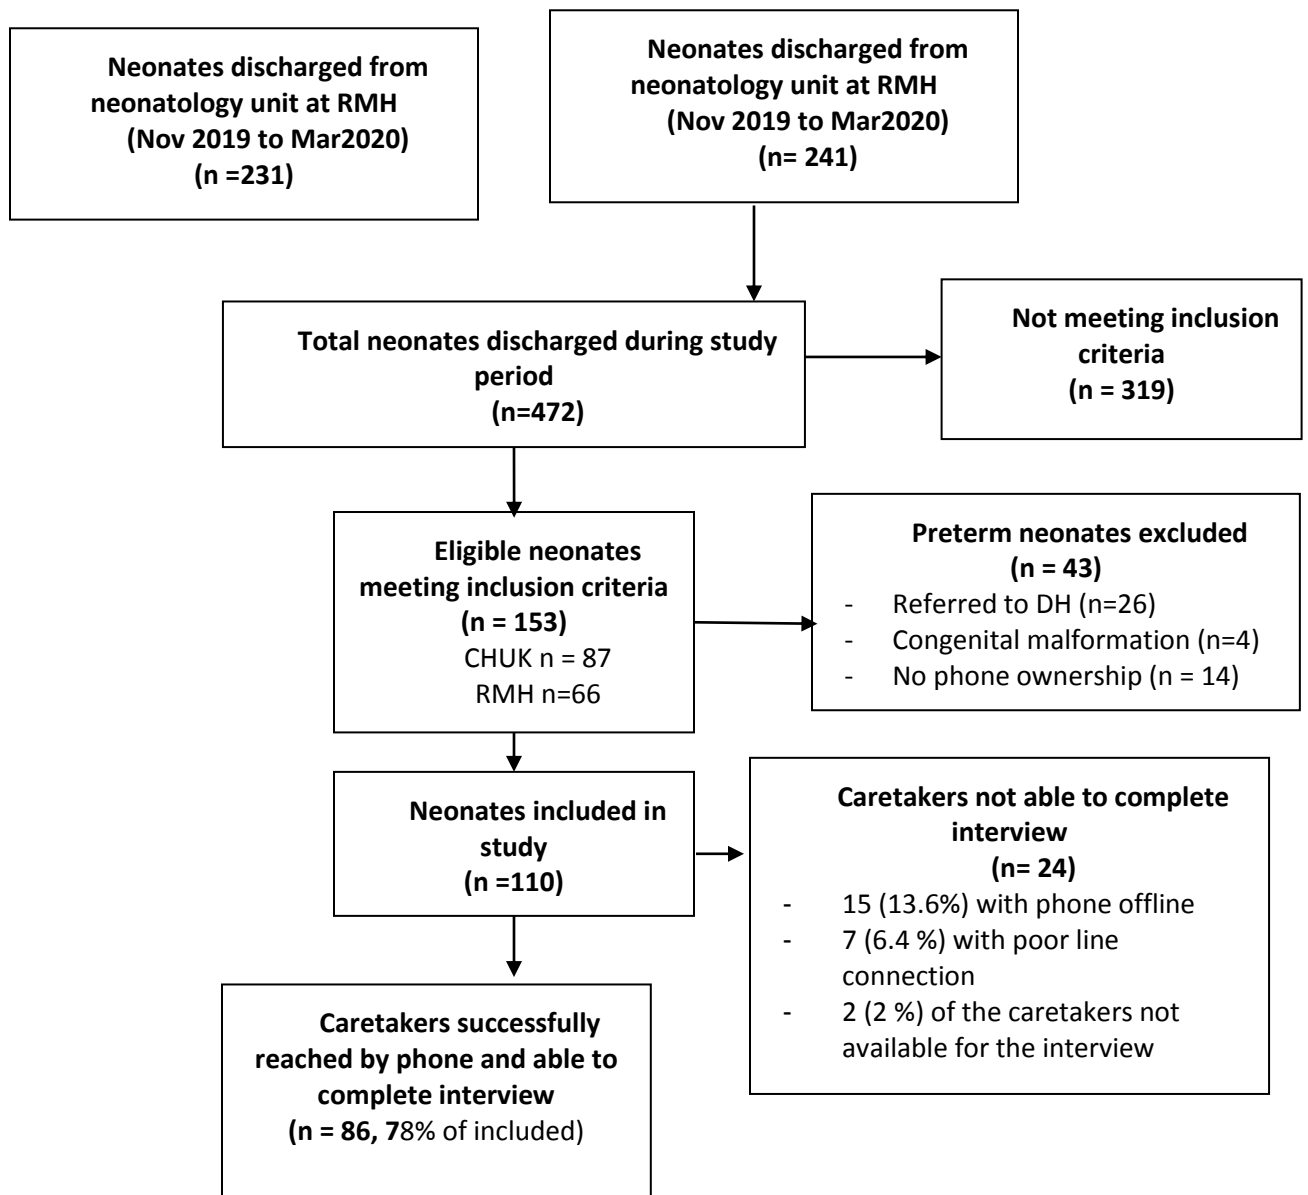 Neonates discharged from
neonatology unit at RMH
(Nov 2019 to Mar2020)
(n =231)
Neonates discharged from
neonatology unit at RMH
(Nov 2019 to Mar2020)
(n= 241)
Total neonates discharged during study
period
(n=472)
Not meeting inclusion
criteria
(n = 319)
Eligible neonates
meeting inclusion criteria
(n = 153)
CHUK n = 87
RMH n=66
Preterm neonates excluded
(n = 43)
- Referred to DH (n=26)
- Congenital malformation (n=4)
- No phone ownership (n = 14)
Neonates included in
study
(n =110)
Caretakers not able to complete
interview
(n= 24)
- 15 (13.6%) with phone offline
- 7 (6.4 %) with poor line
connection
- 2 (2 %) of the caretakers not
available for the interview
Caretakers successfully
reached by phone and able to
complete interview
(n = 86, 78% of included)